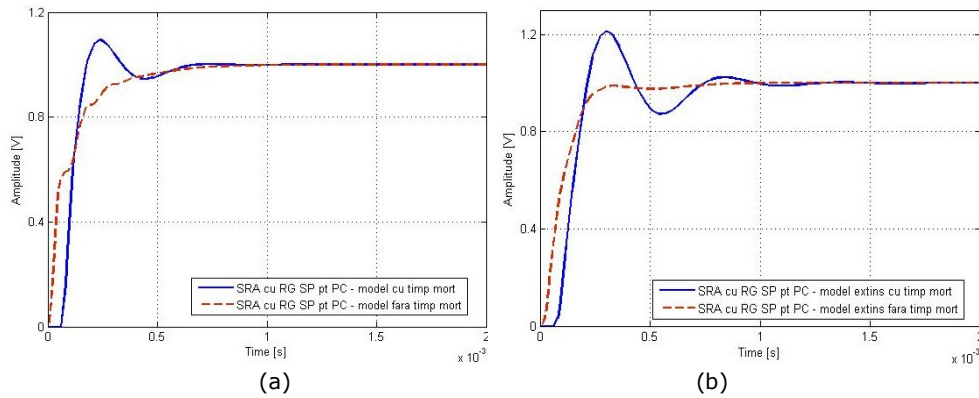 1.2
0.8
0.4
0
Amplitude [V]
SRA cu RG SP pt PC - model cu timp mort
SRA cu RG SP pt PC - model fara timp mort
0
0.5
1
1.5
2
Time [s]
x 10⁻³
(a)
1.2
0.8
0.4
0
Amplitude [V]
SRA cu RG SP pt PC - model extins cu timp mort
SRA cu RG SP pt PC - model extins fara timp mort
0
0.5
1
1.5
2
Time [s]
x 10⁻³
(b)